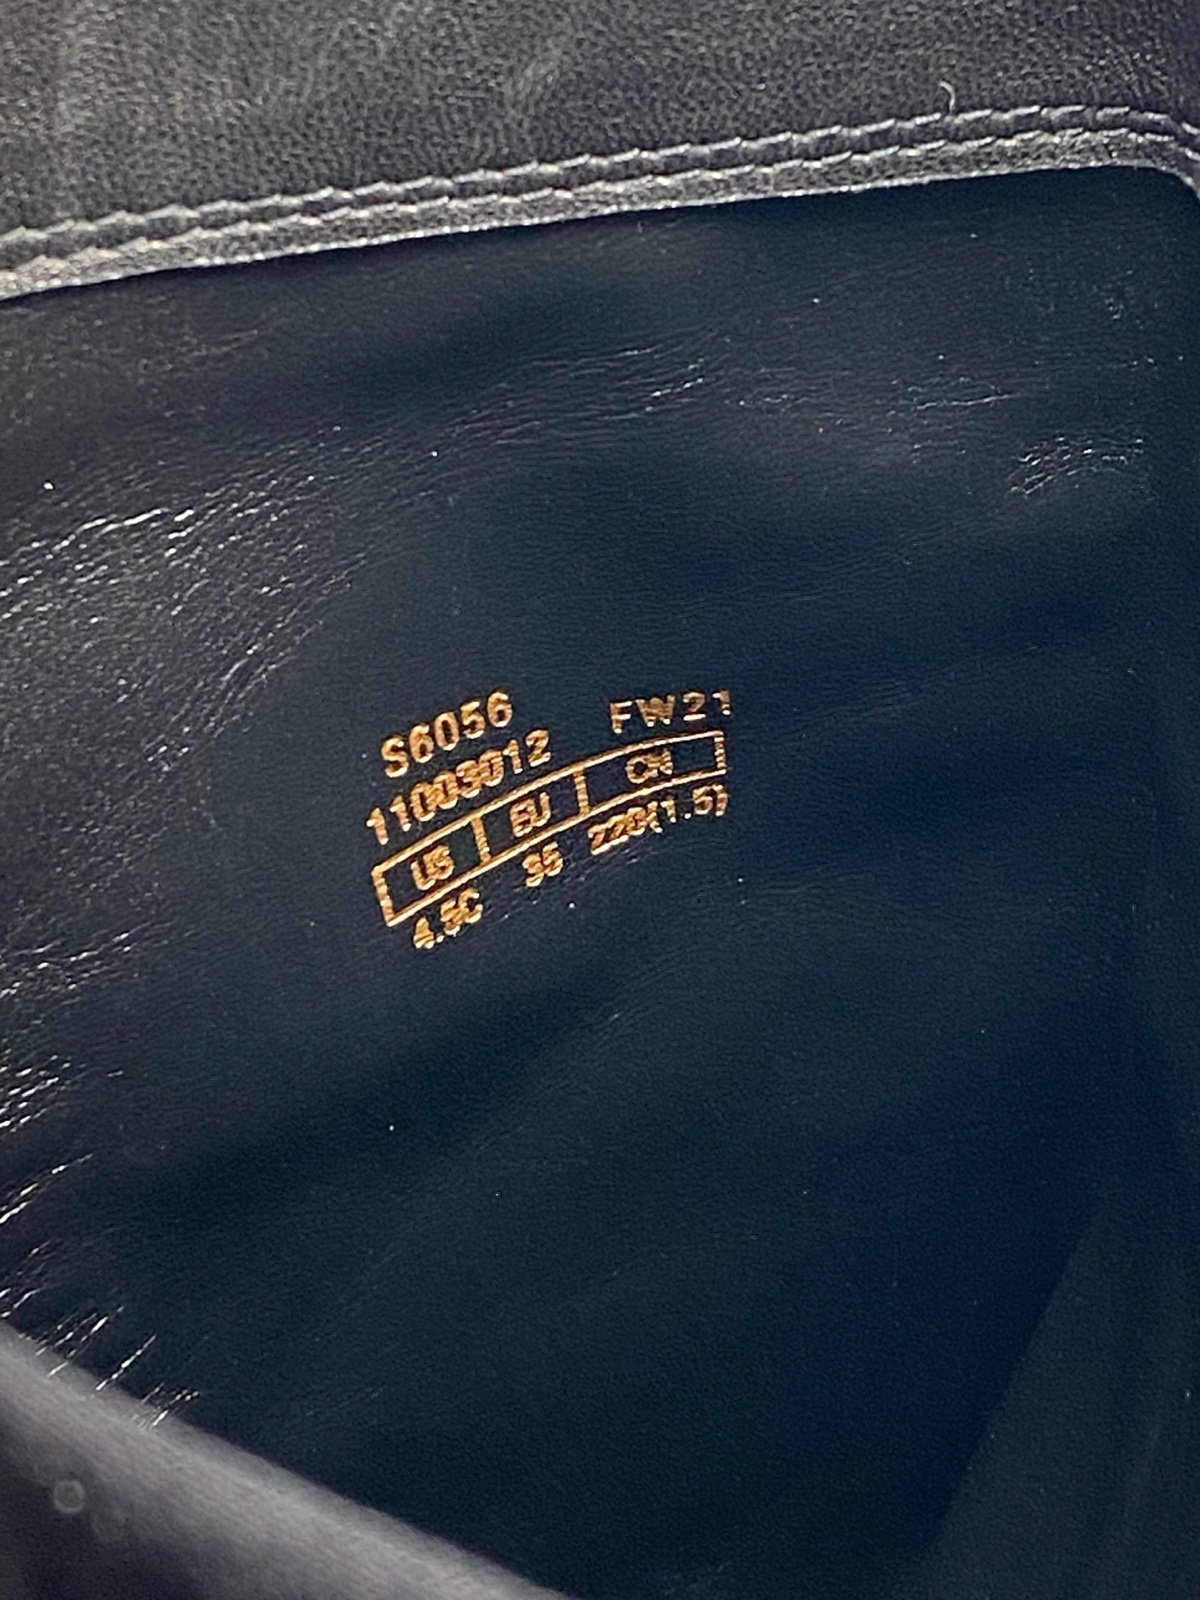 S6056 FW21
11003012
US EU CN
4.5C 35 220(1.5)